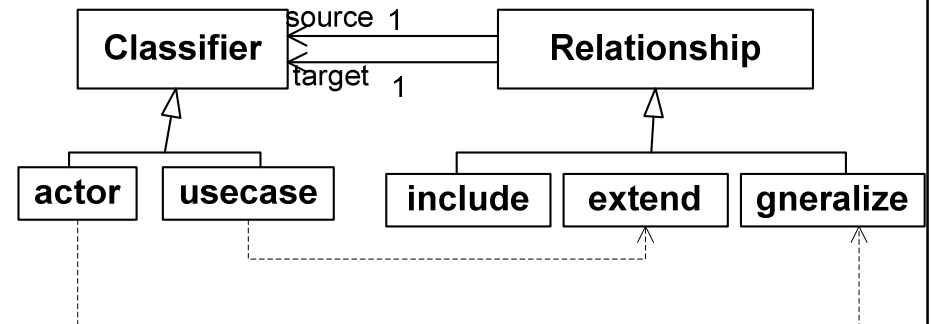 source 1
Classifier
Relationship
target 1
actor
usecase
include
extend
gneralize